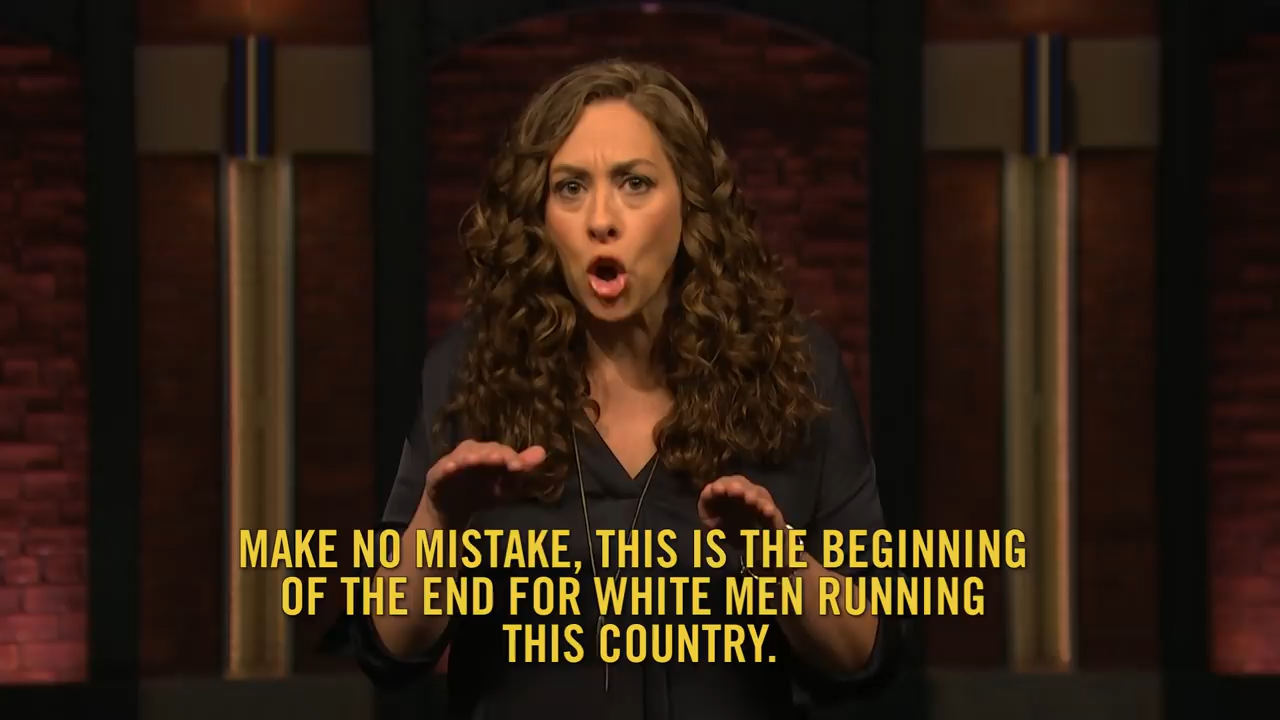 MAKE NO MISTAKE, THIS IS THE BEGINNING
OF THE END FOR WHITE MEN RUNNING
THIS COUNTRY.